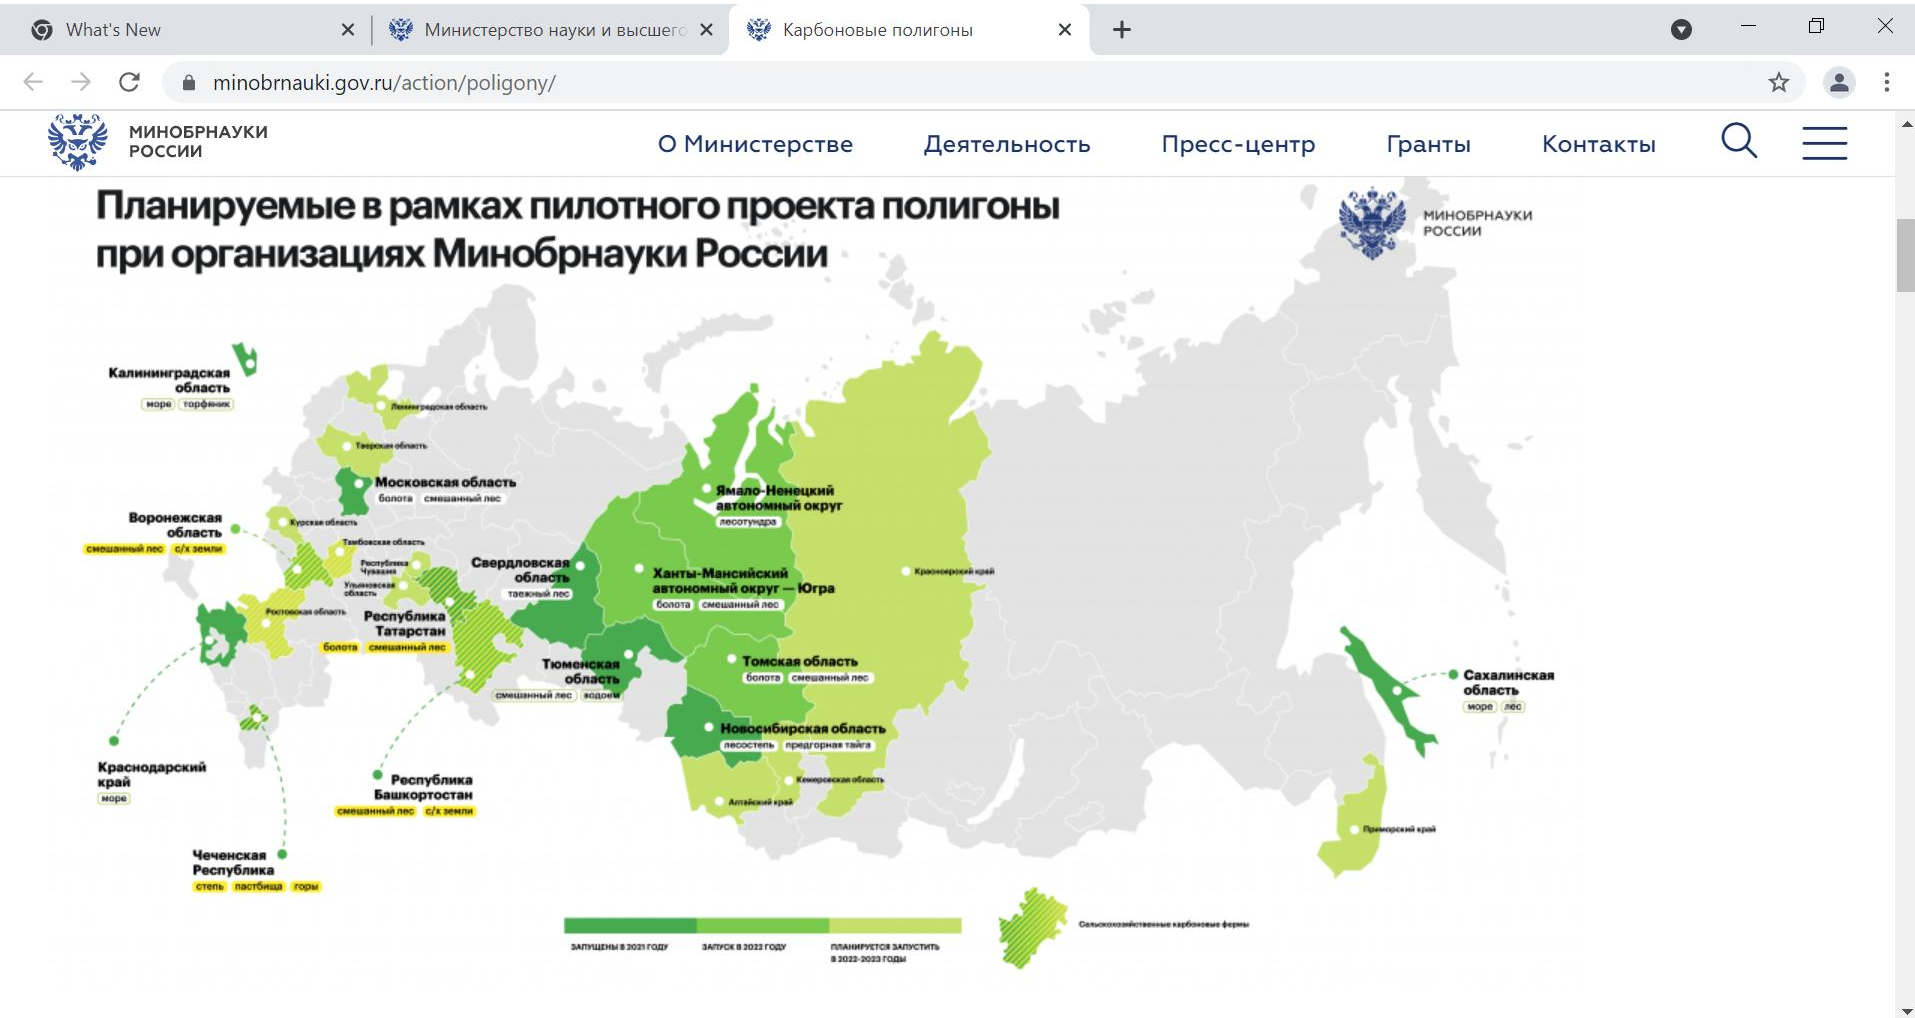 What's New
Министерство науки и высшего
Карбоновые полигоны
minobrnauki.gov.ru/action/poligony/
МИНОБРНАУКИ
РОССИИ
О Министерстве
Деятельность
Пресс-центр
Гранты
Контакты
Планируемые в рамках пилотного проекта полигоны
при организациях Минобрнауки России
МИНОБРНАУКИ
РОССИИ
Калининградская
область
море торфяник
Ленинградская область
Тверская область
Московская область
болота смешанный лес
Воронежская
область
смешанный лес с/х земли
Курская область
Тамбовская область
Республика
Чувашия
Ульяновская
область
Ростовская область
Республика
Татарстан
болота смешанный лес
Свердловская
область
таежный лес
Ямало-Ненецкий
автономный округ
лесотундра
Ханты-Мансийский
автономный округ — Югра
болота смешанный лес
Красноярский край
Тюменская
область
смешанный лес водоем
Томская область
болота смешанный лес
Новосибирская область
лесостепь предгорная тайга
Кемеровская область
Алтайский край
Сахалинская
область
море лес
Приморский край
Краснодарский
край
море
Республика
Башкортостан
смешанный лес с/х земли
Чеченская
Республика
степь пастбища горы
ЗАПУЩЕНЫ В 2021 ГОДУ
ЗАПУСК В 2022 ГОДУ
ПЛАНИРУЕТСЯ ЗАПУСТИТЬ
В 2022-2023 ГОДЫ
Сельскохозяйственные карбоновые фермы